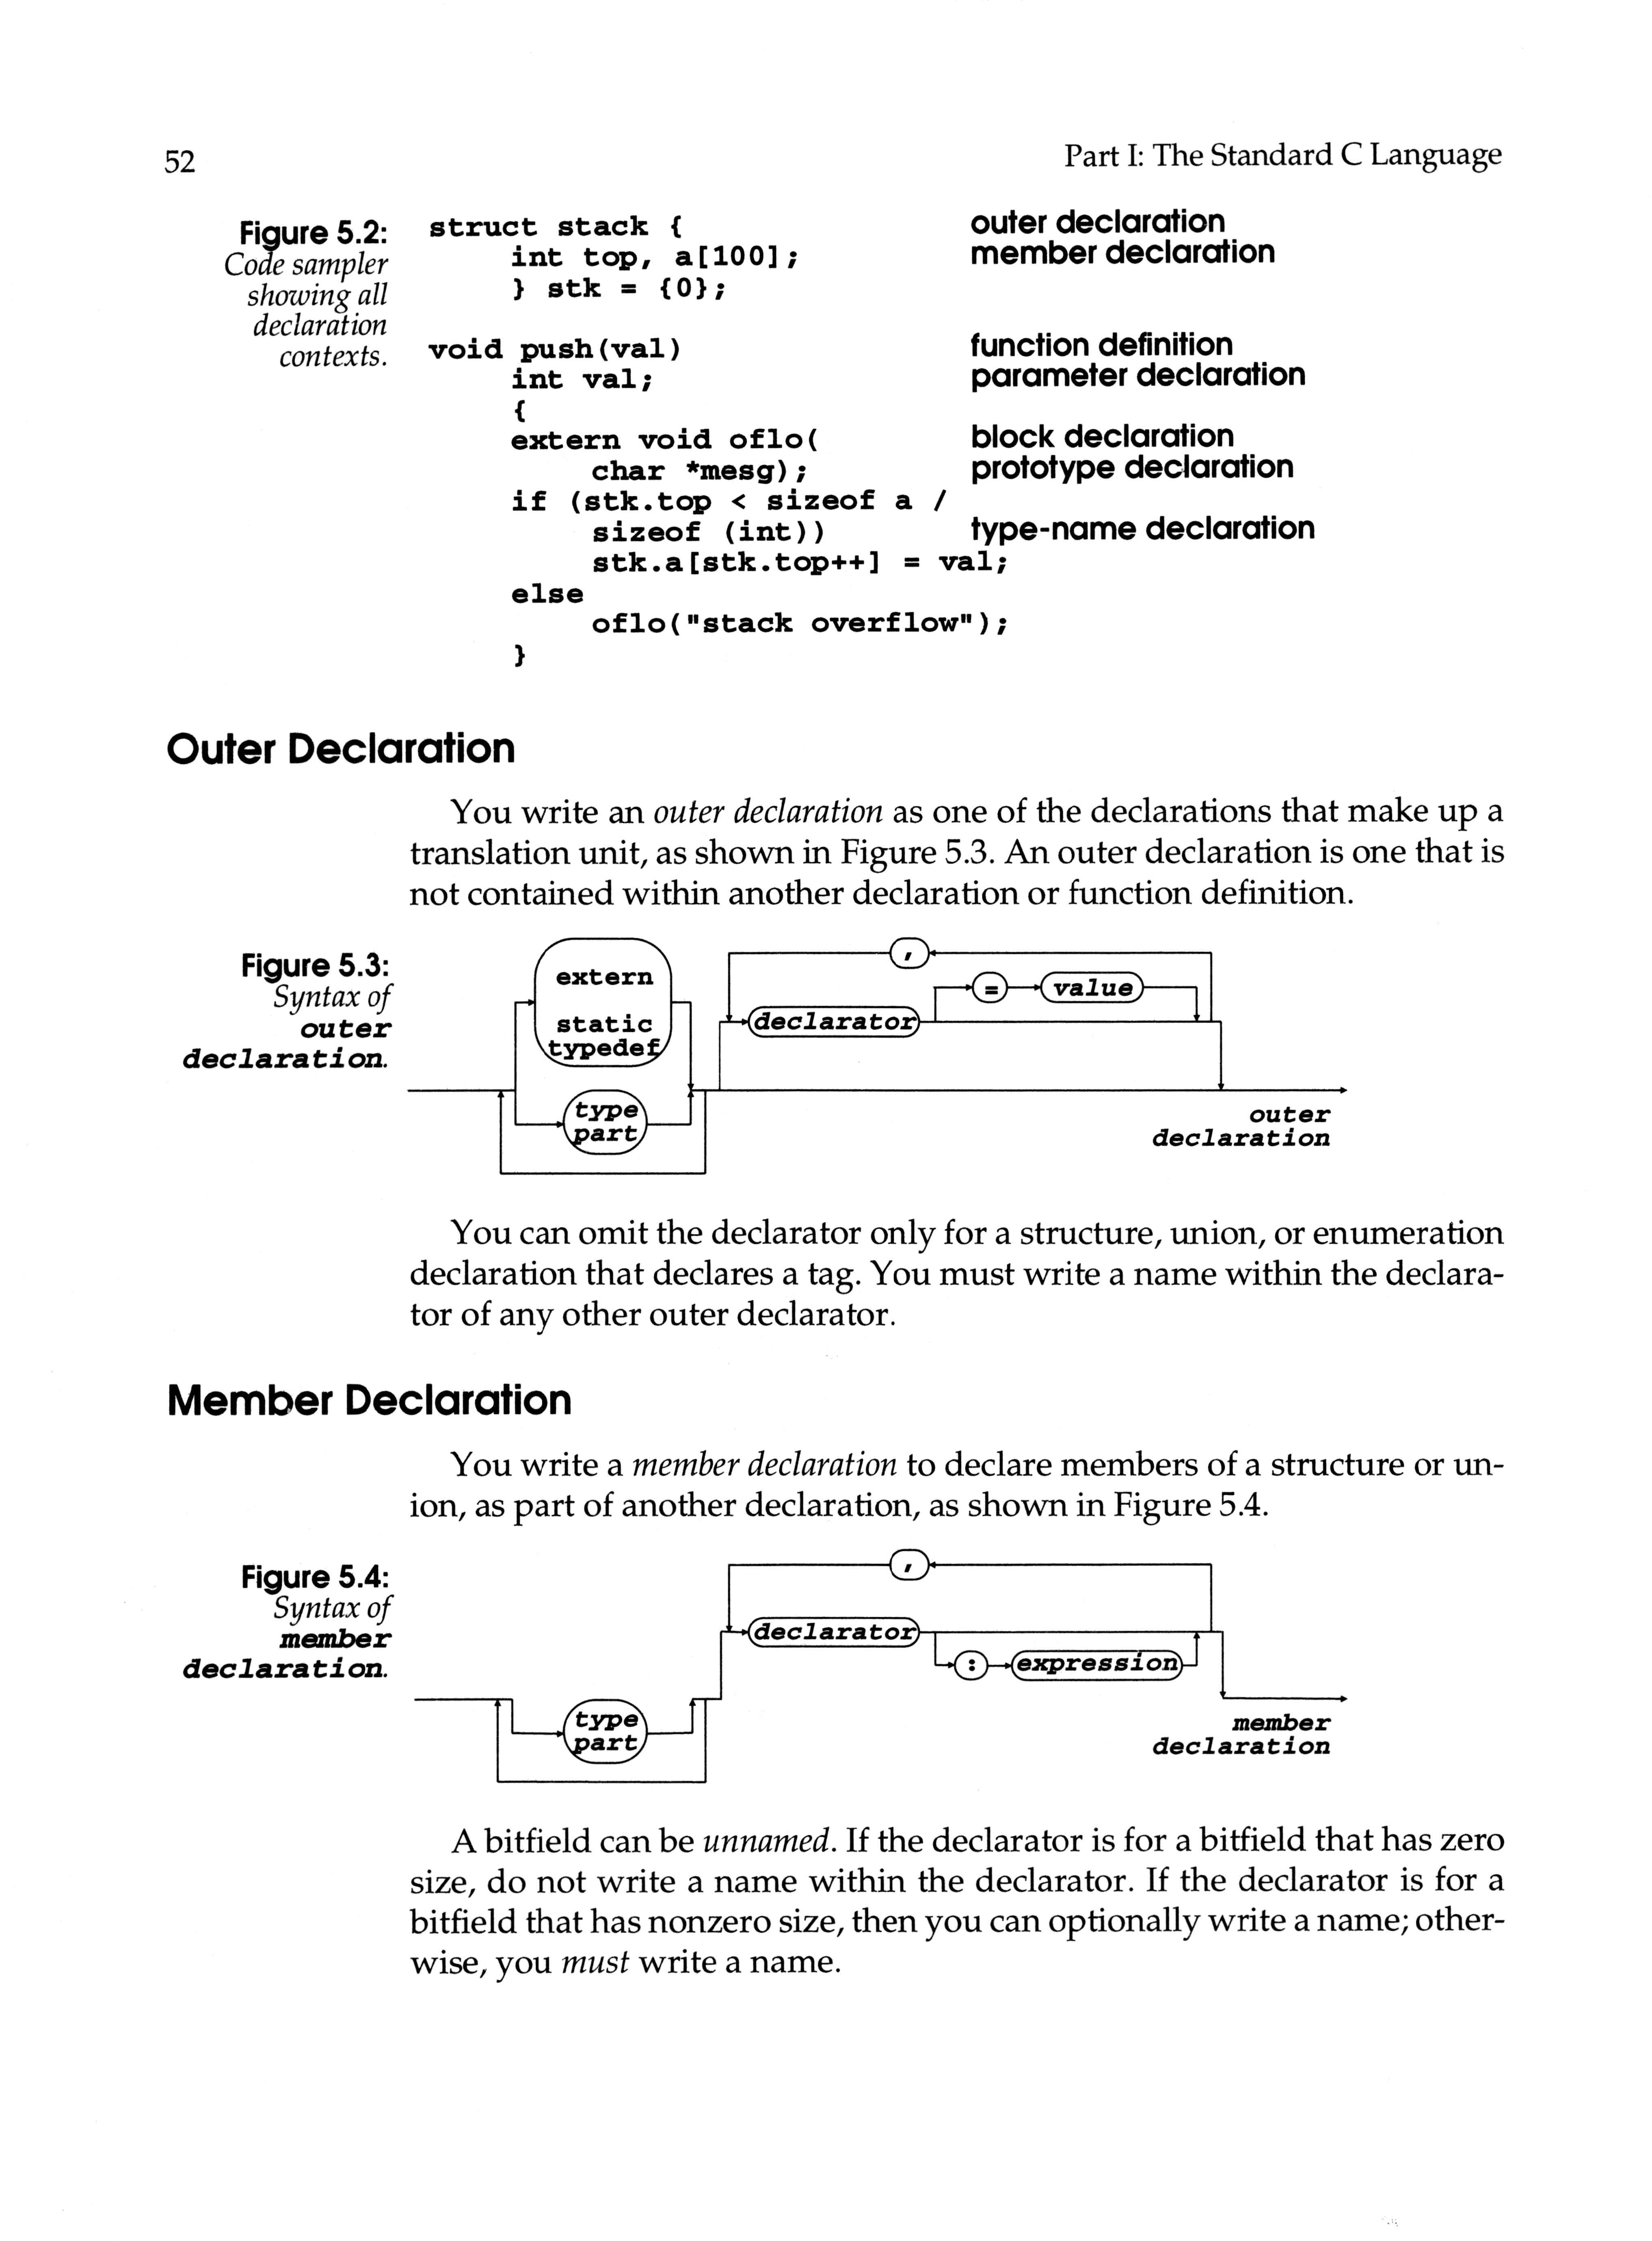 52
Part I: The Standard C Language
Figure 5.2:
Code sampler
showing all
declaration
contexts.
struct stack {	outer declaration
int top, a[100];	member declaration
} stk = {0};
void push(val)	function definition
int val;	parameter declaration
{
extern void oflo(	block declaration
char *mesg);	prototype declaration
if (stk.top < sizeof a /
sizeof (int))	type-name declaration
stk.a[stk.top++] = val;
else
oflo("stack overflow");
}
Outer Declaration
You write an outer declaration as one of the declarations that make up a
translation unit, as shown in Figure 5.3. An outer declaration is one that is
not contained within another declaration or function definition.
Figure 5.3:
Syntax of
outer
declaration.
,
extern
= value
static
declarator
typedef
type
part
outer
declaration
You can omit the declarator only for a structure, union, or enumeration
declaration that declares a tag. You must write a name within the declara-
tor of any other outer declarator.
Member Declaration
You write a member declaration to declare members of a structure or un-
ion, as part of another declaration, as shown in Figure 5.4.
Figure 5.4:
Syntax of
member
declaration.
,
declarator
: expression
type
part
member
declaration
A bitfield can be unnamed. If the declarator is for a bitfield that has zero
size, do not write a name within the declarator. If the declarator is for a
bitfield that has nonzero size, then you can optionally write a name; other-
wise, you must write a name.